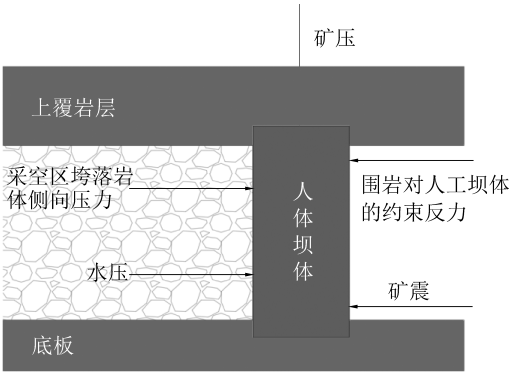 矿压
上覆岩层
采空区垮落岩
体侧向压力
人
体
坝
体
围岩对人工坝体
的约束反力
水压
矿震
底板